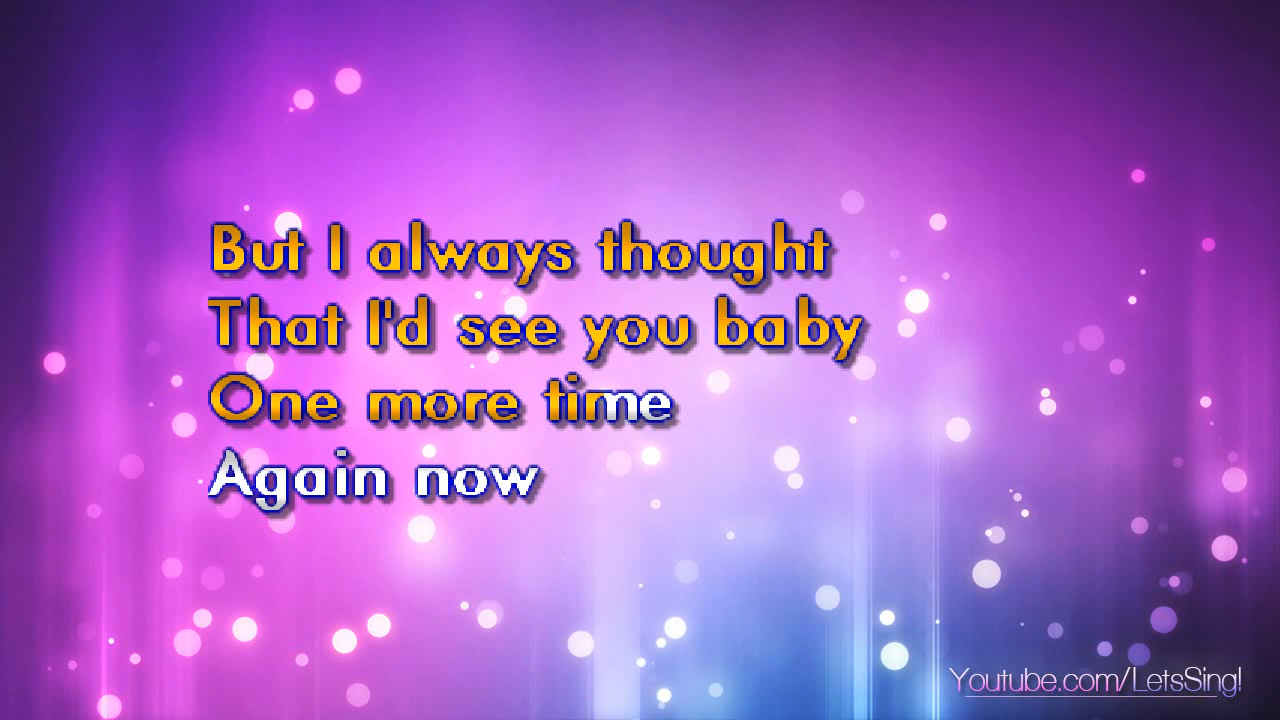 But I always thought
That I'd see you baby
One more time
Again now
Youtube.com/LetsSing!